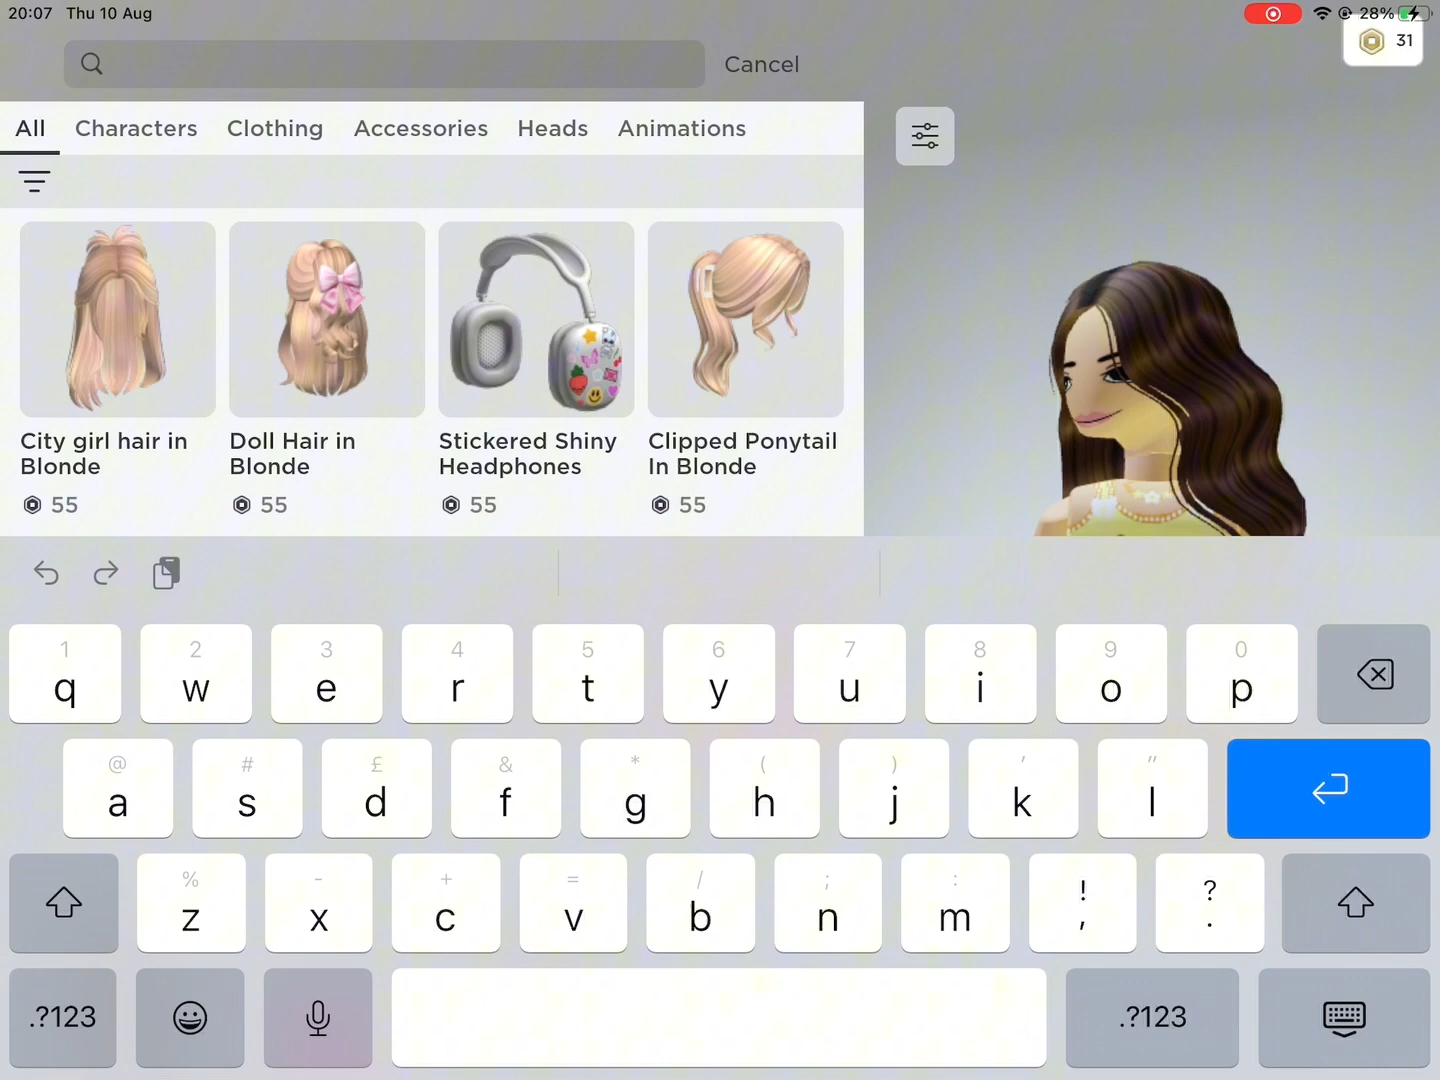 20:07 Thu 10 Aug
28%
31
Cancel
All Characters Clothing Accessories Heads Animations
City girl hair in
Blonde
55
Doll Hair in
Blonde
55
Stickered Shiny
Headphones
55
Clipped Ponytail
In Blonde
55
1 2 3 4 5 6 7 8 9 0
q w e r t y u i o p
@ # £ & * ( ) ' "
a s d f g h j k l
% - + = / ; : ! ?
z x c v b n m , .
.?123 .?123